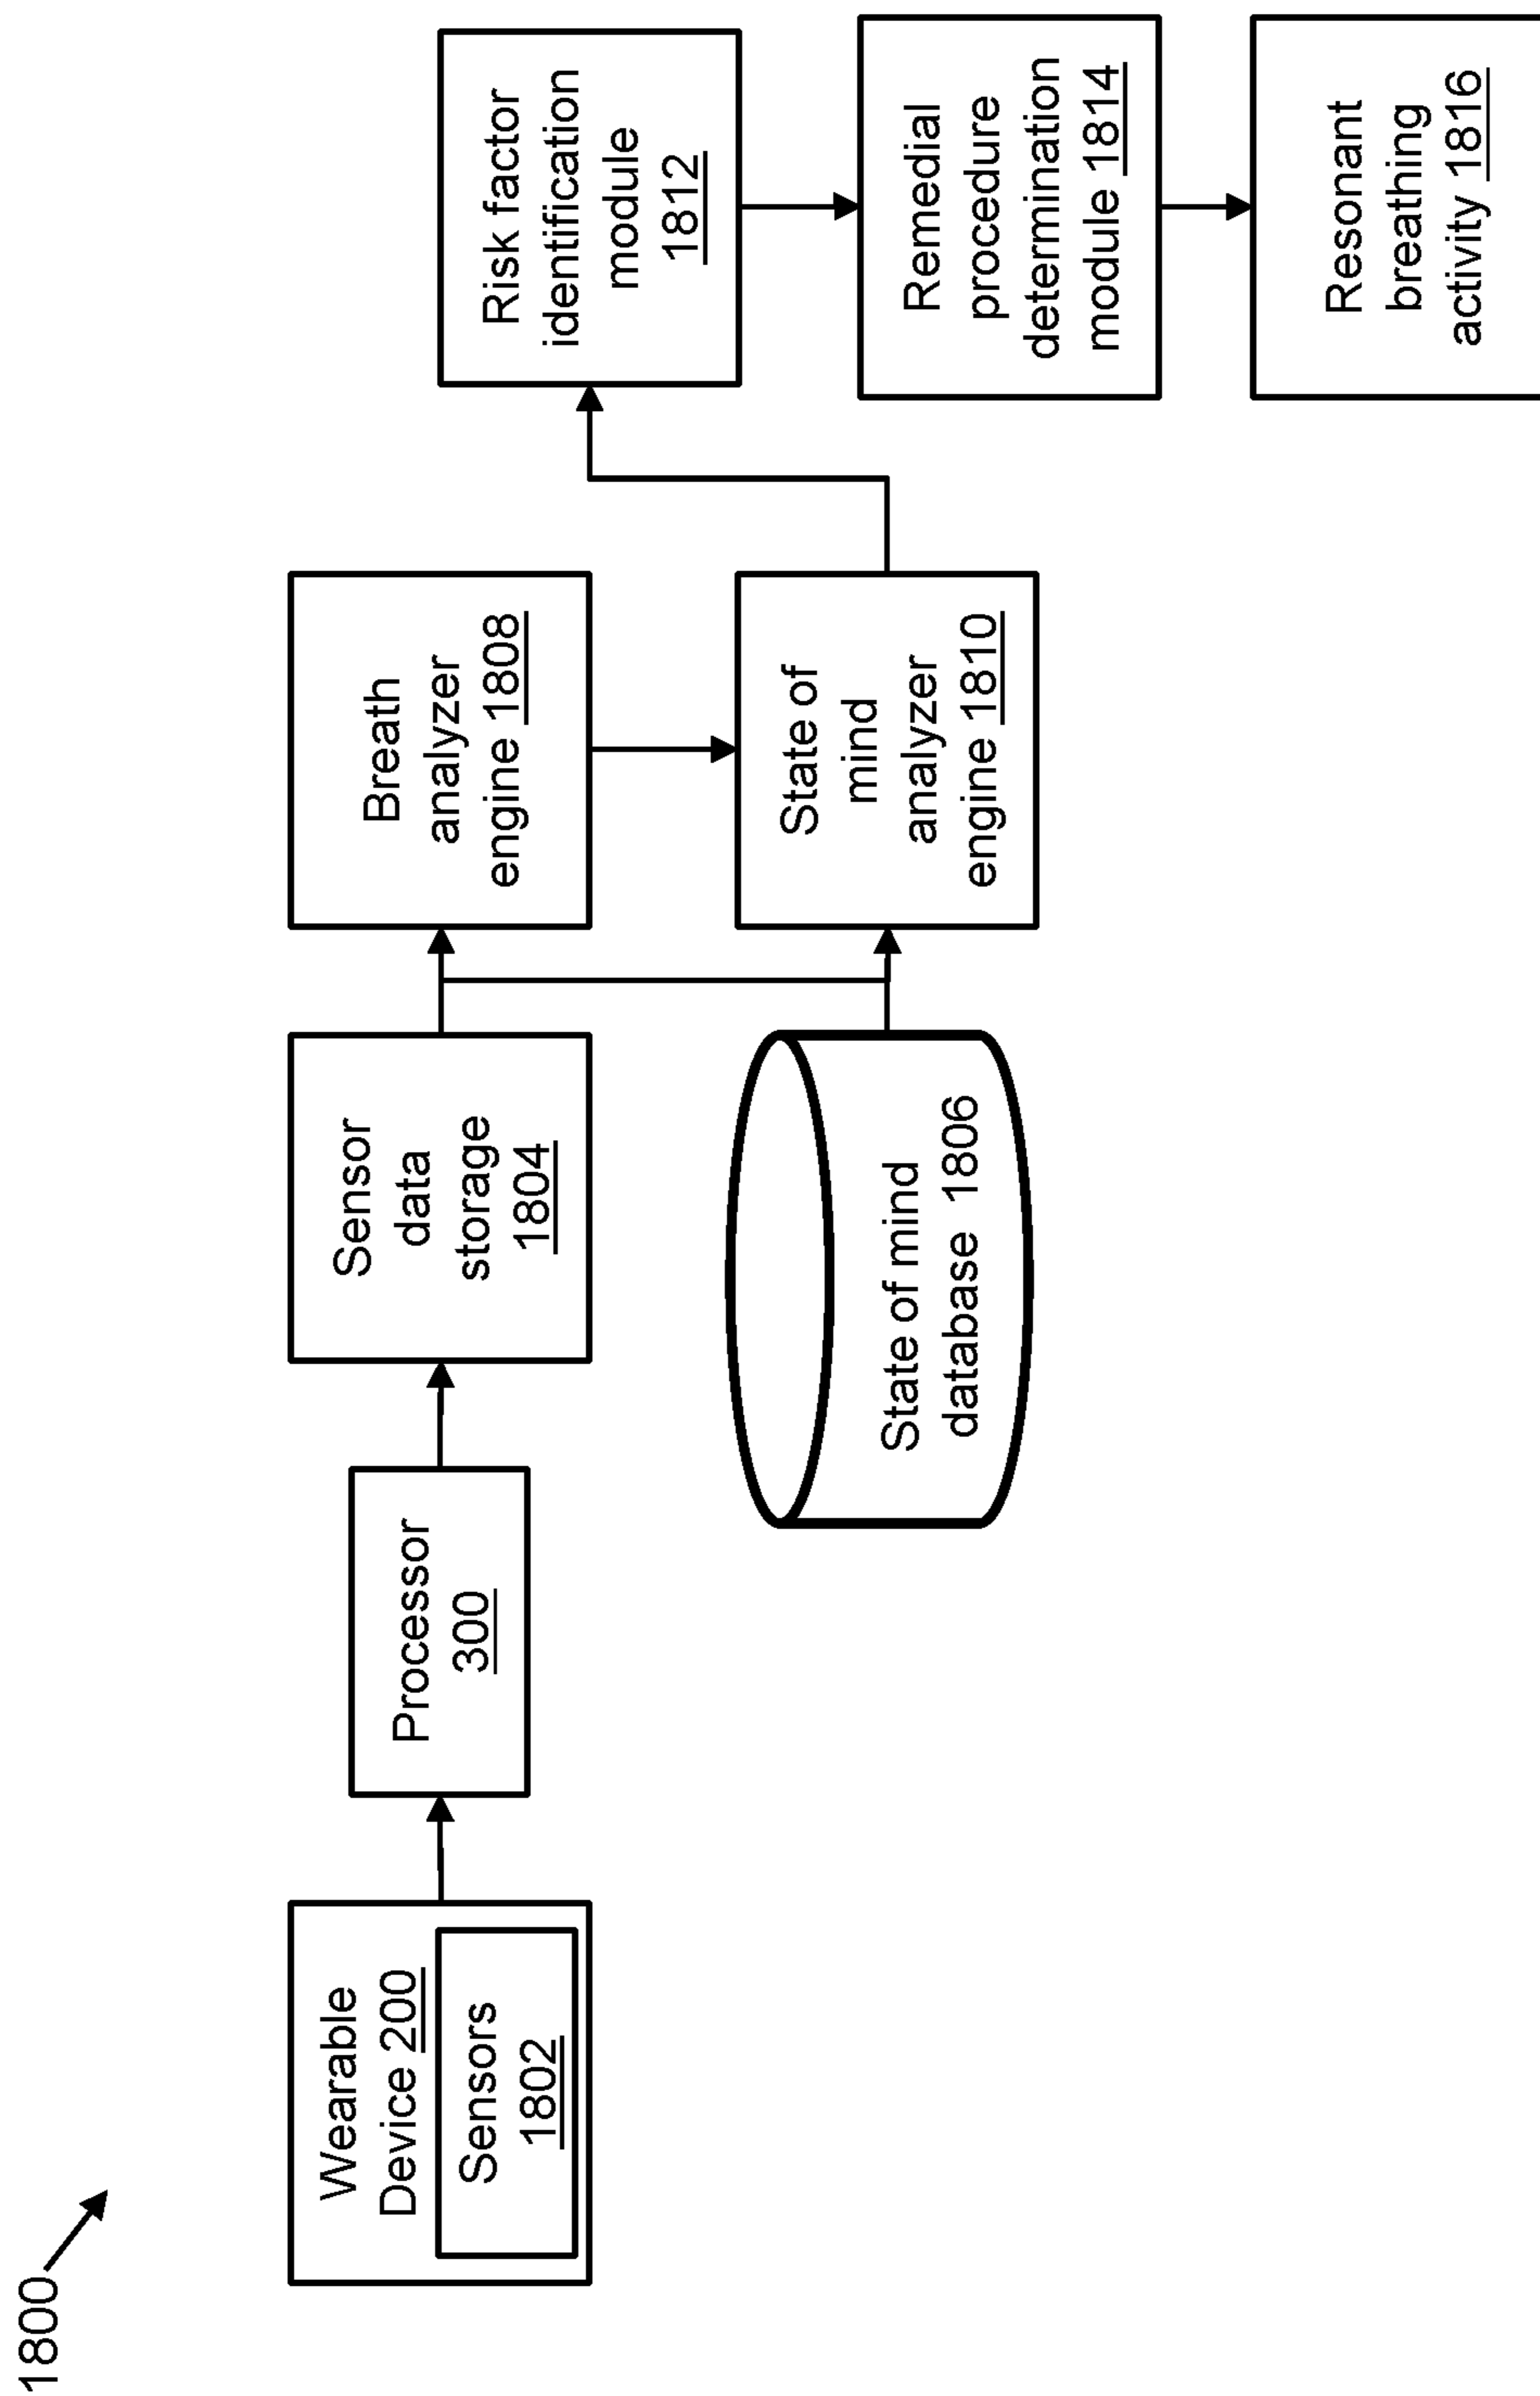 1800
Wearable
Device 200
Sensors
1802
Processor
300
Sensor
data
storage
1804
State of mind
database 1806
Breath
analyzer
engine 1808
State of
mind
analyzer
engine 1810
Risk factor
identification
module
1812
Remedial
procedure
determination
module 1814
Resonant
breathing
activity 1816